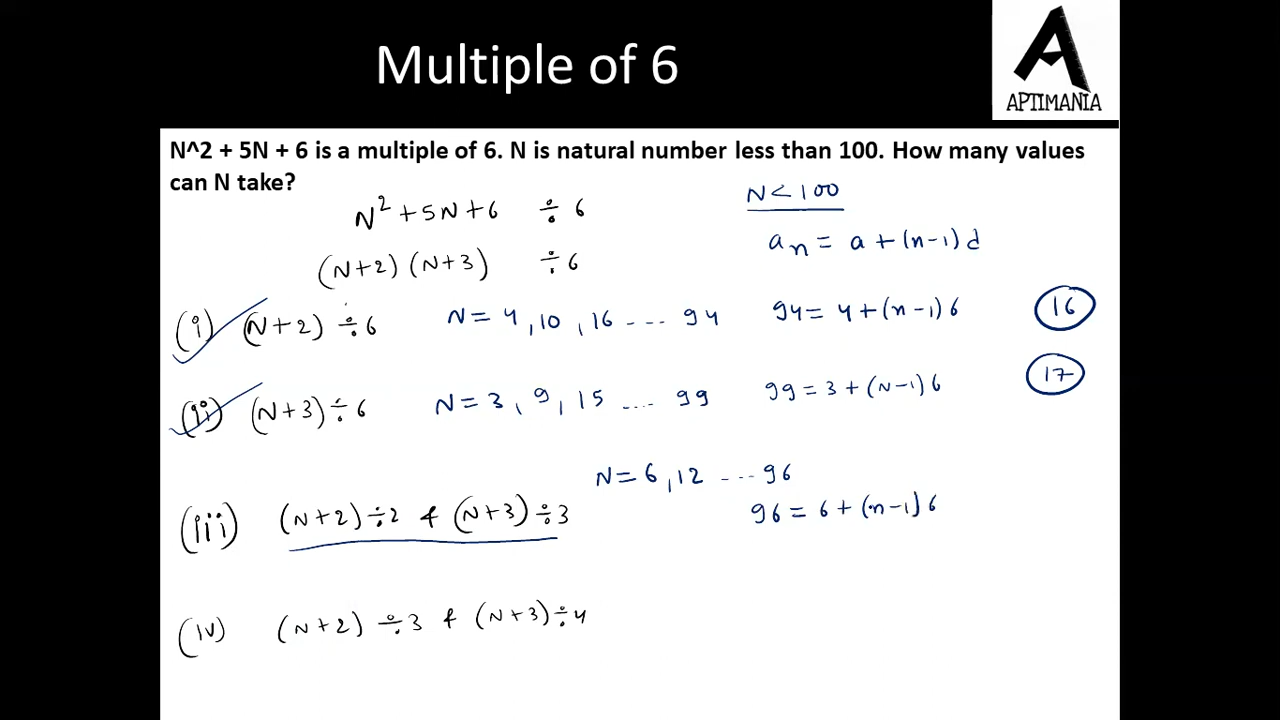 Multiple of 6
APTIMANIA
N^2 + 5N + 6 is a multiple of 6. N is natural number less than 100. How many values
can N take?
N² + 5N + 6 ÷ 6
N < 100
(N+2) (N+3) ÷ 6
an = a + (n-1) d
(i) (N+2) ÷ 6 N = 4, 10, 16 ---- 94 94 = 4 + (n-1) 6 16
(ii) (N+3) ÷ 6 N = 3, 9, 15 ---- 99 99 = 3 + (N-1) 6 17
N = 6, 12 ---- 96
(iii) (N+2) ÷ 2 & (N+3) ÷ 3 96 = 6 + (n-1) 6
(iv) (N+2) ÷ 3 & (N+3) ÷ 4